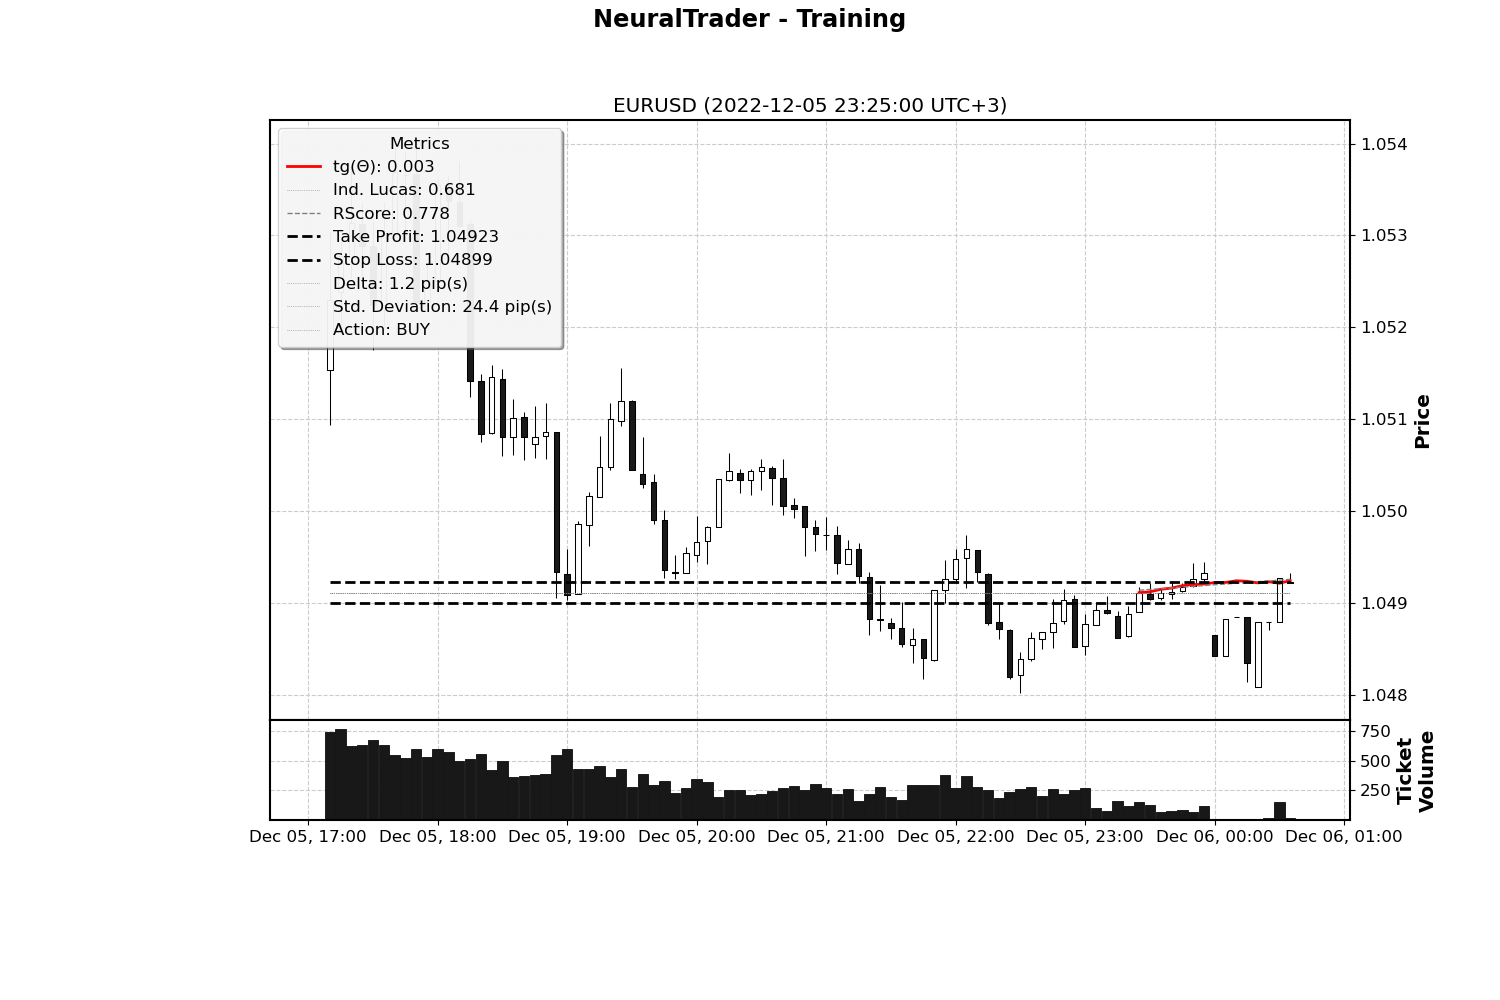 NeuralTrader - Training
EURUSD (2022-12-05 23:25:00 UTC+3)
Metrics
tg(Θ): 0.003
Ind. Lucas: 0.681
RScore: 0.778
Take Profit: 1.04923
Stop Loss: 1.04899
Delta: 1.2 pip(s)
Std. Deviation: 24.4 pip(s)
Action: BUY
1.054
1.053
1.052
1.051
1.050
1.049
1.048
Price
750
500
250
Ticket
Volume
Dec 05, 17:00 Dec 05, 18:00 Dec 05, 19:00 Dec 05, 20:00 Dec 05, 21:00 Dec 05, 22:00 Dec 05, 23:00 Dec 06, 00:00 Dec 06, 01:00